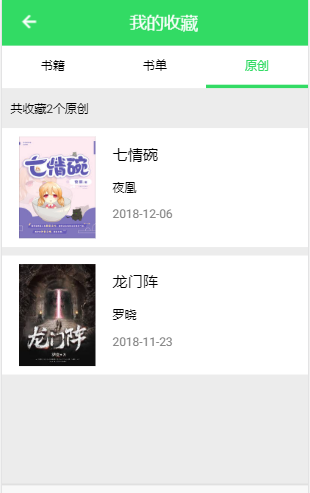 我的收藏
书籍
书单
原创
共收藏2个原创
七情碗
七情碗
夜凰
2018-12-06
龙门阵
龙门阵
罗晓
2018-11-23